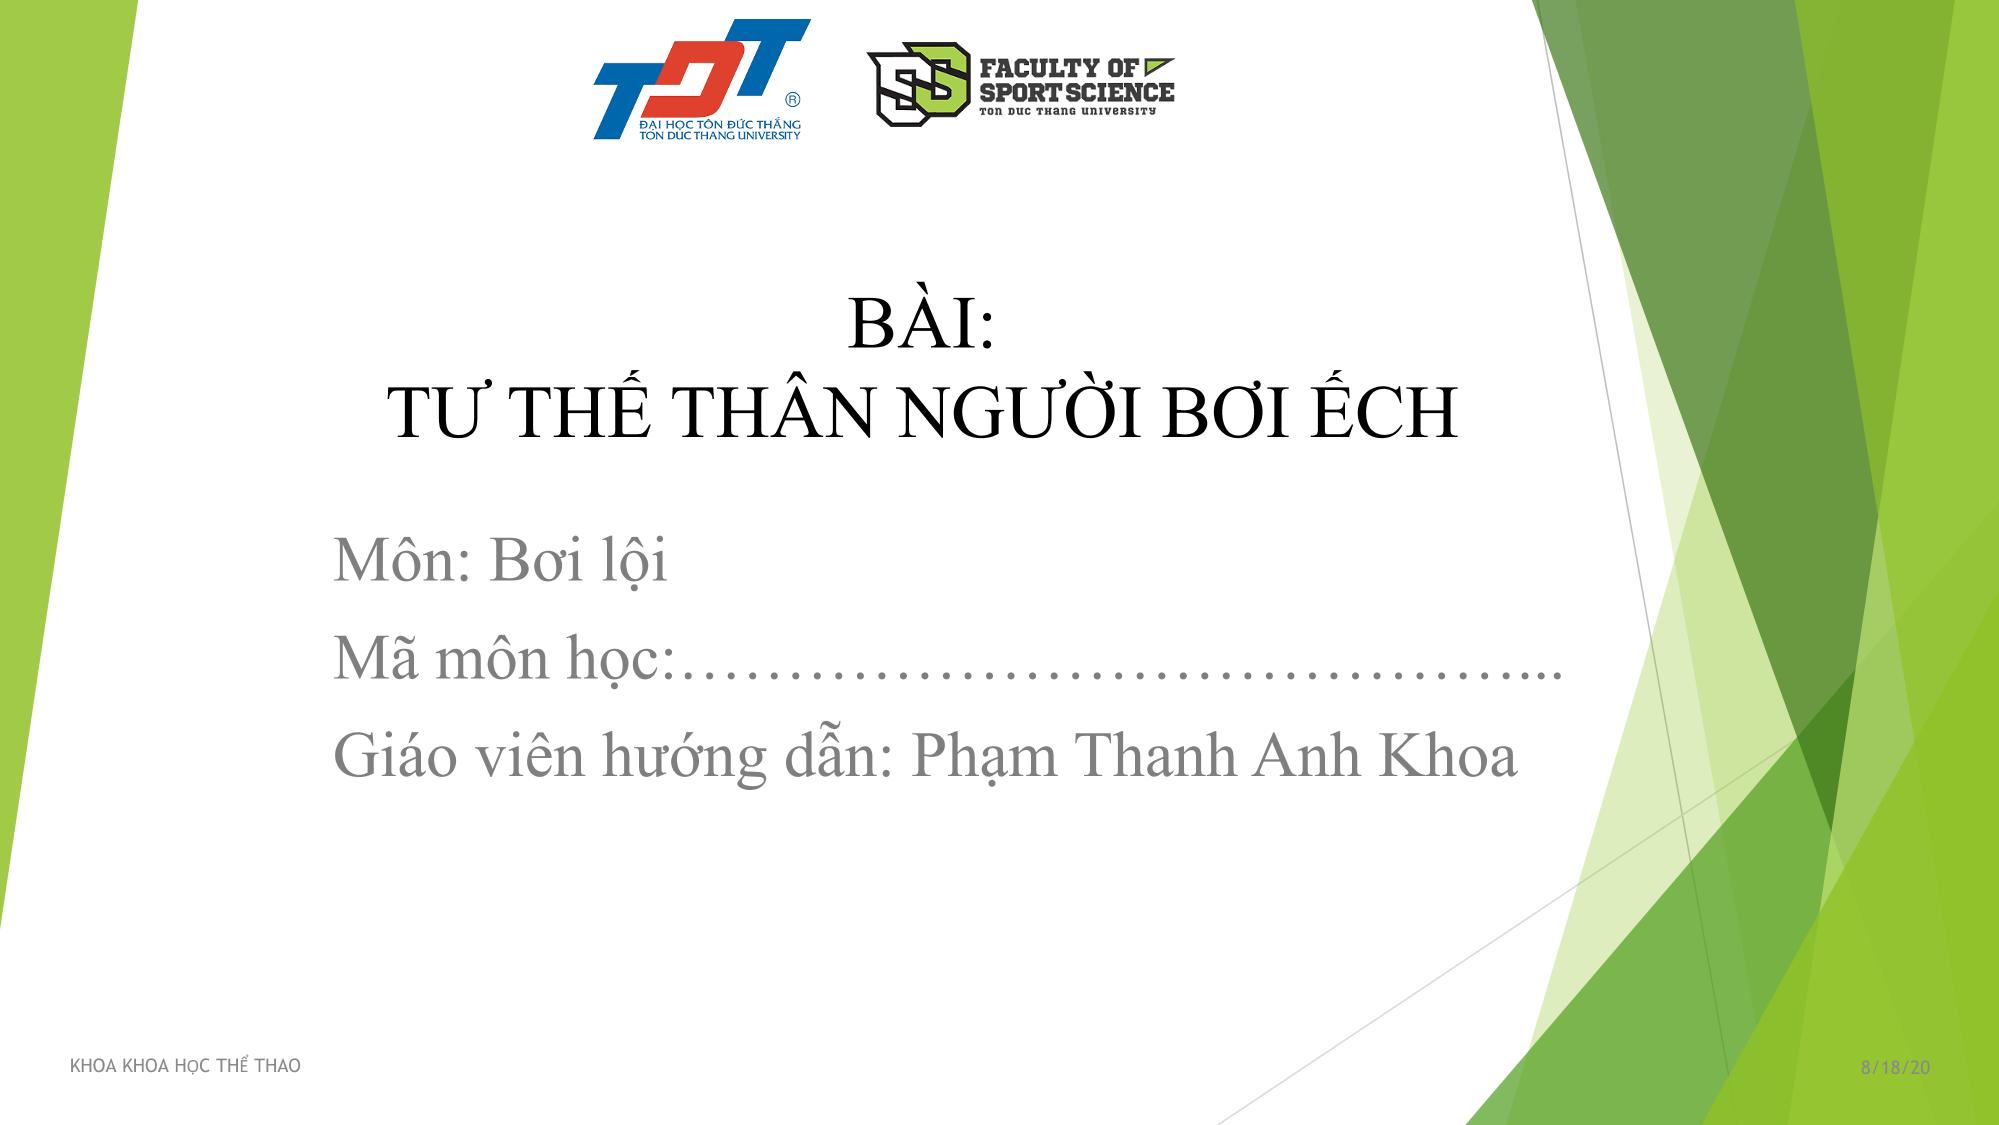 TDT
®
ĐẠI HỌC TÔN ĐỨC THẮNG
TON DUC THANG UNIVERSITY
SS
FACULTY OF
SPORT SCIENCE
TON DUC THANG UNIVERSITY
BÀI:
TƯ THẾ THÂN NGƯỜI BƠI ẾCH
Môn: Bơi lội
Mã môn học:…………………………………………...
Giáo viên hướng dẫn: Phạm Thanh Anh Khoa
KHOA KHOA HỌC THỂ THAO
8/18/20